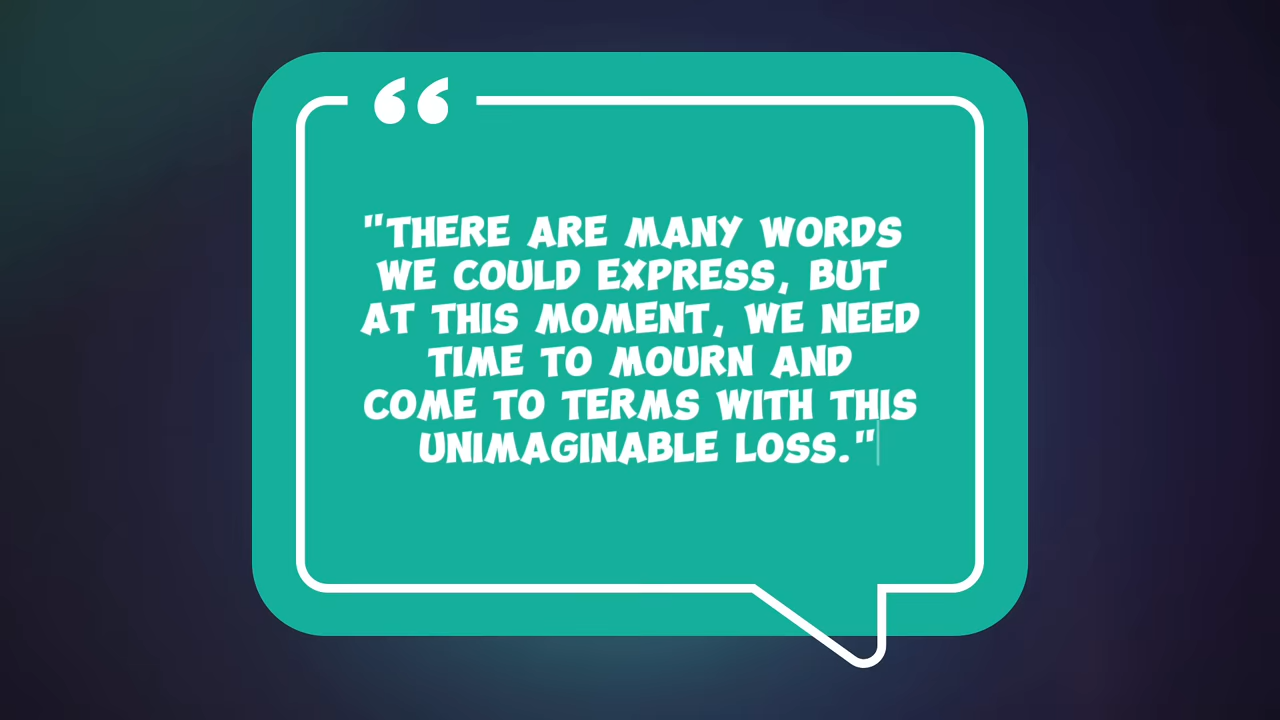 "THERE ARE MANY WORDS
WE COULD EXPRESS, BUT
AT THIS MOMENT, WE NEED
TIME TO MOURN AND
COME TO TERMS WITH THIS
UNIMAGINABLE LOSS."